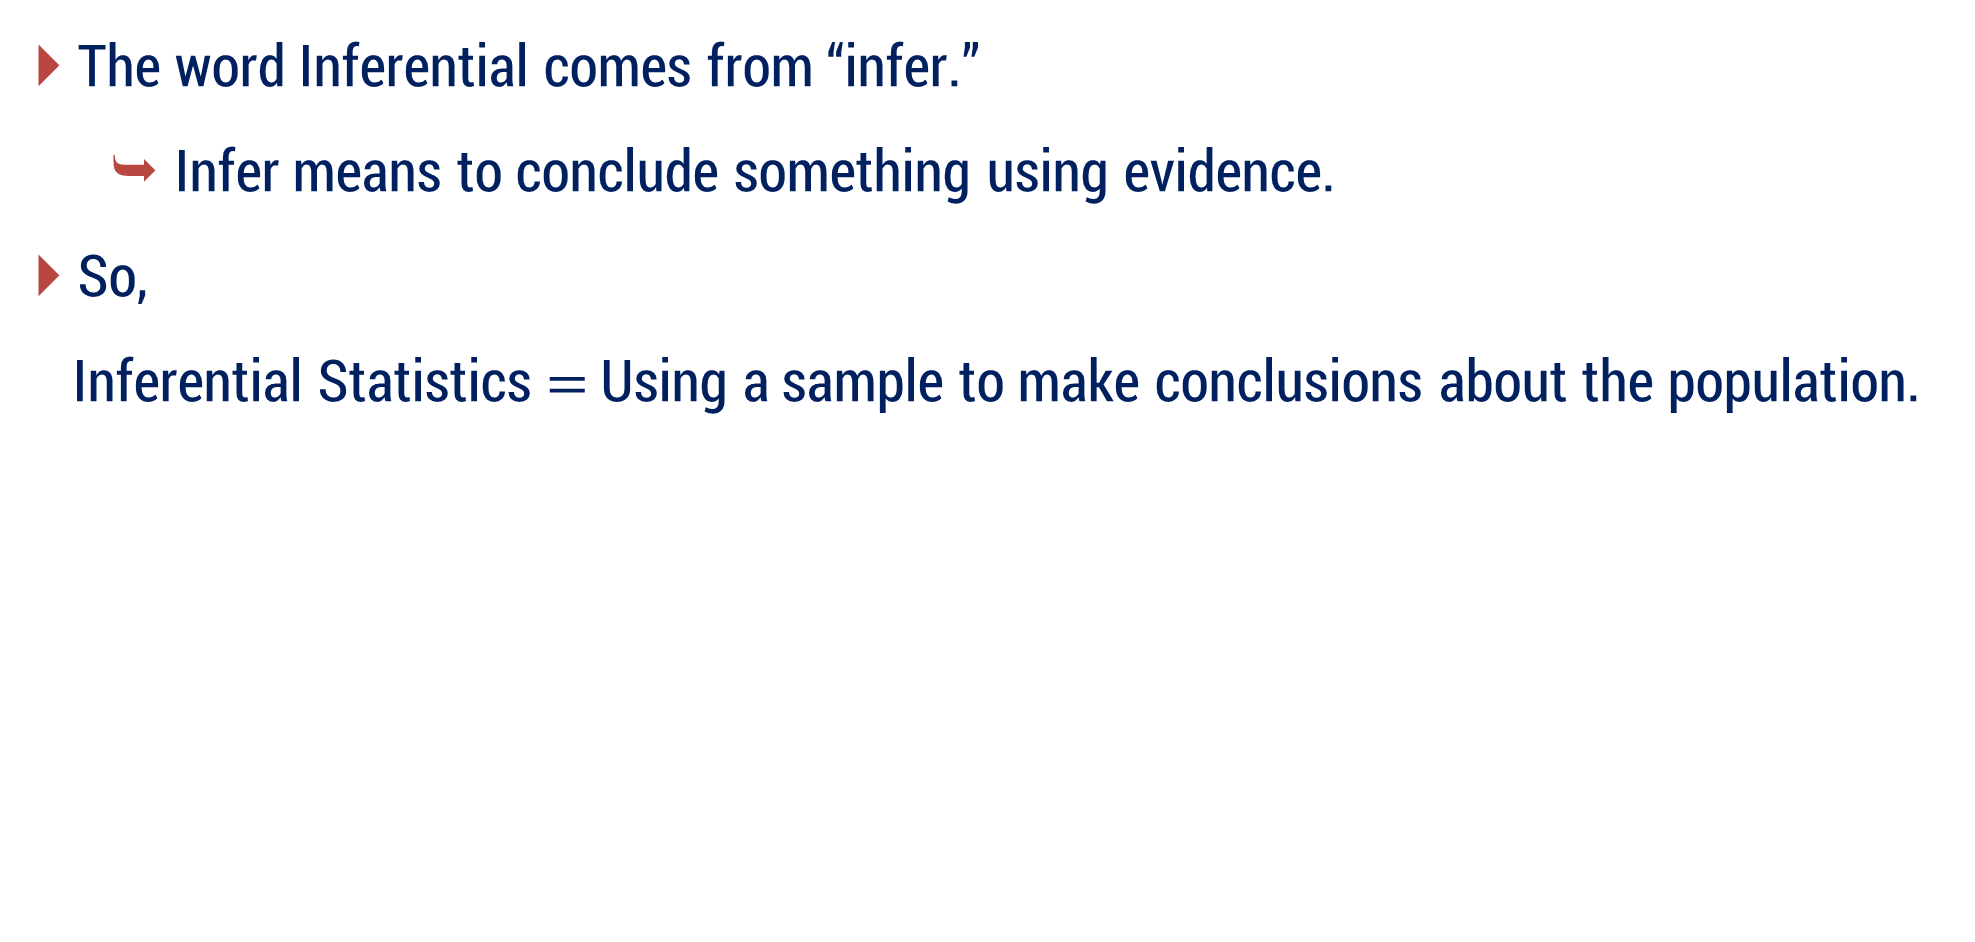 The word Inferential comes from “infer.”
Infer means to conclude something using evidence.
So,
Inferential Statistics = Using a sample to make conclusions about the population.